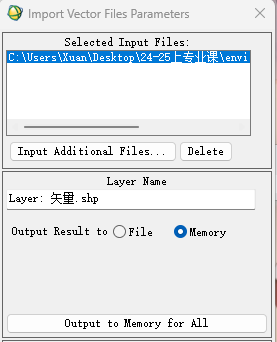 Import Vector Files Parameters
Selected Input Files:
C:\Users\Xuan\Desktop\24-25上专业课\envi
Input Additional Files...
Delete
Layer Name
Layer: 矢量.shp
Output Result to File Memory
Output to Memory for All